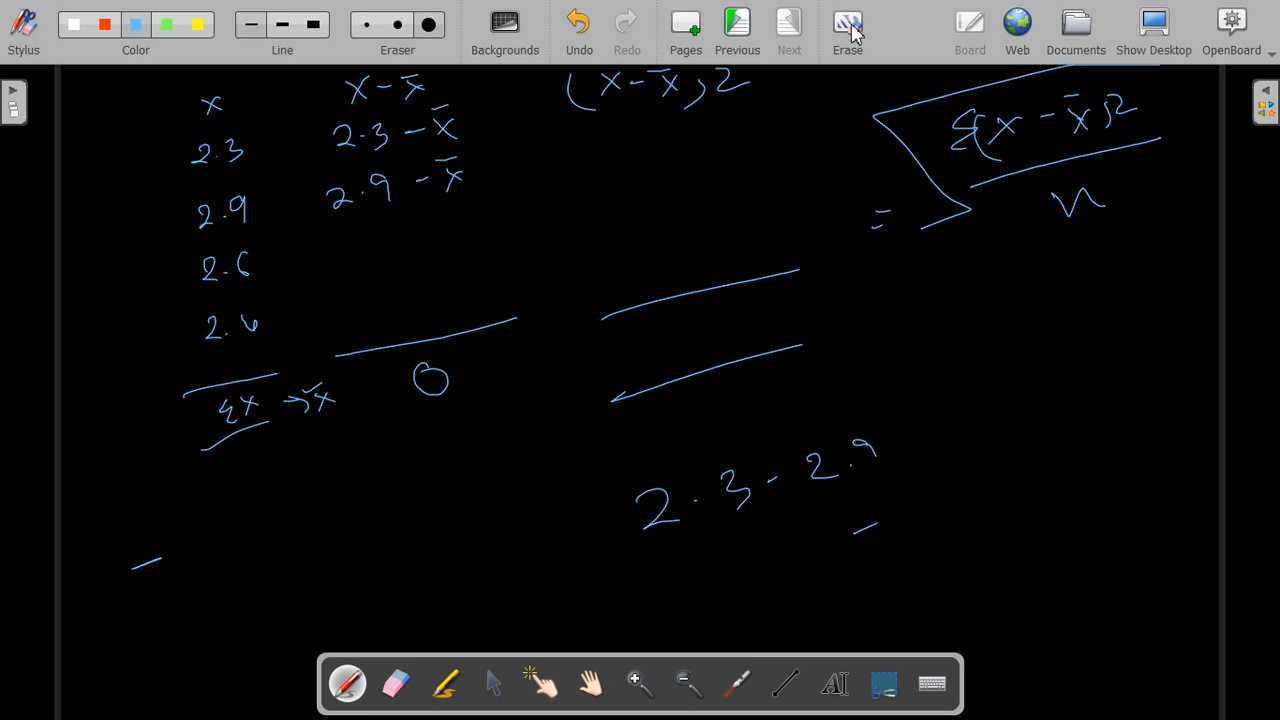 Stylus Color Line Eraser Backgrounds Undo Redo Pages Previous Next Erase Board Web Documents Show Desktop OpenBoard
x x - x̄ (x - x̄)2
2.3 2.3 - x̄
2.9 2.9 - x̄
2.6
2.4
Σx → x̄ 0
= √Σ(x - x̄)2 / n
2.3 - 2.9